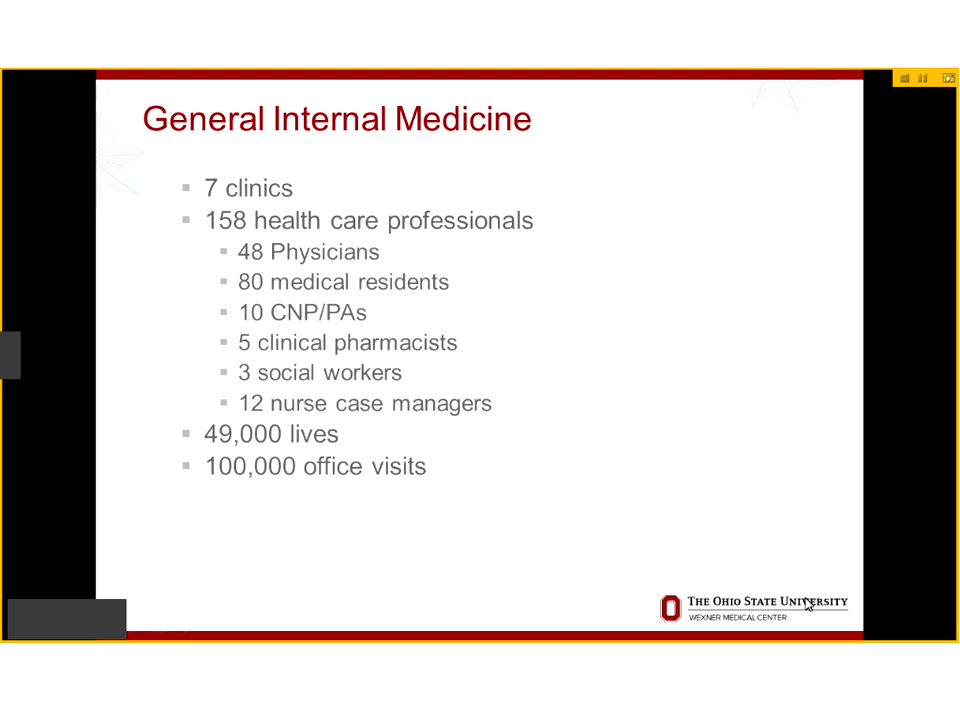 General Internal Medicine
7 clinics
158 health care professionals
48 Physicians
80 medical residents
10 CNP/PAs
5 clinical pharmacists
3 social workers
12 nurse case managers
49,000 lives
100,000 office visits
THE OHIO STATE UNIVERSITY
WEXNER MEDICAL CENTER